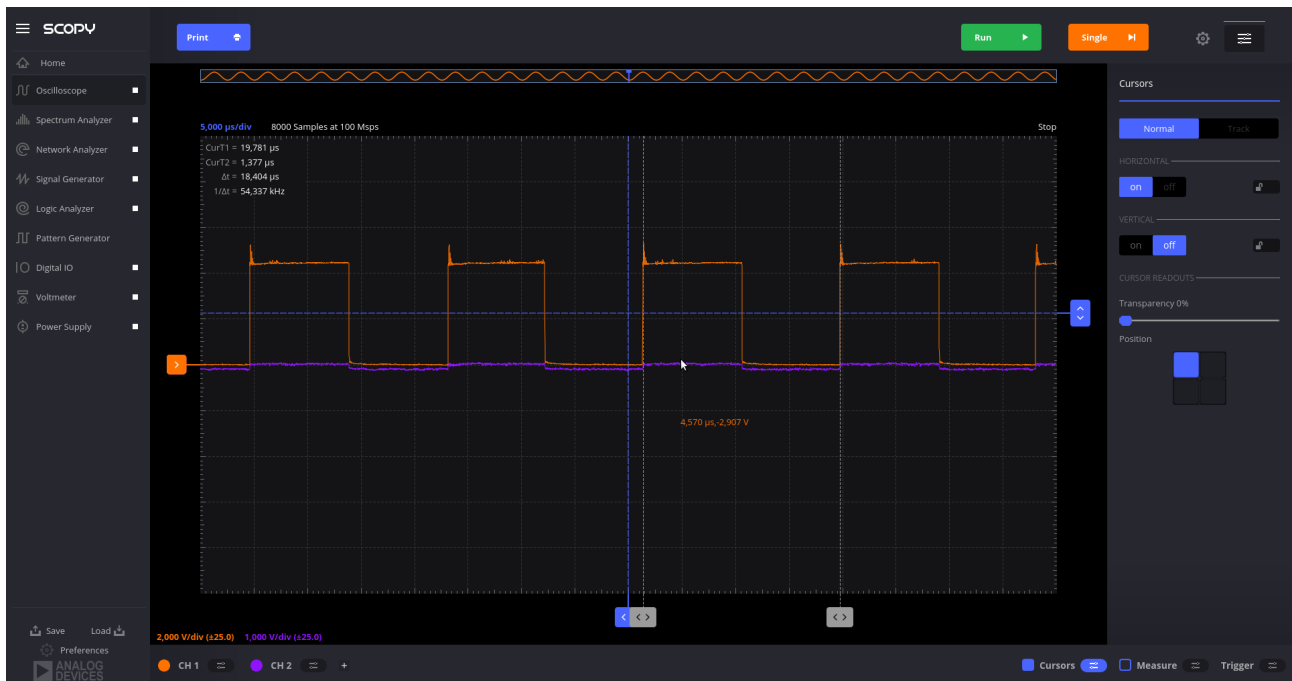 SCOPY
Print
Run
Single
Home
Oscilloscope
Spectrum Analyzer
Network Analyzer
Signal Generator
Logic Analyzer
Pattern Generator
Digital IO
Voltmeter
Power Supply
Save Load
Preferences
ANALOG
DEVICES
5,000 µs/div 8000 Samples at 100 Msps Stop
CurT1 = 19,781 µs
CurT2 = 1,377 µs
Δt = 18,404 µs
1/Δt = 54,337 kHz
4,570 µs,-2,907 V
2,000 V/div (±25.0) 1,000 V/div (±25.0)
CH 1 CH 2 + Cursors Measure Trigger
Cursors
Normal Track
HORIZONTAL
on off
VERTICAL
on off
CURSOR READOUTS
Transparency 0%
Position